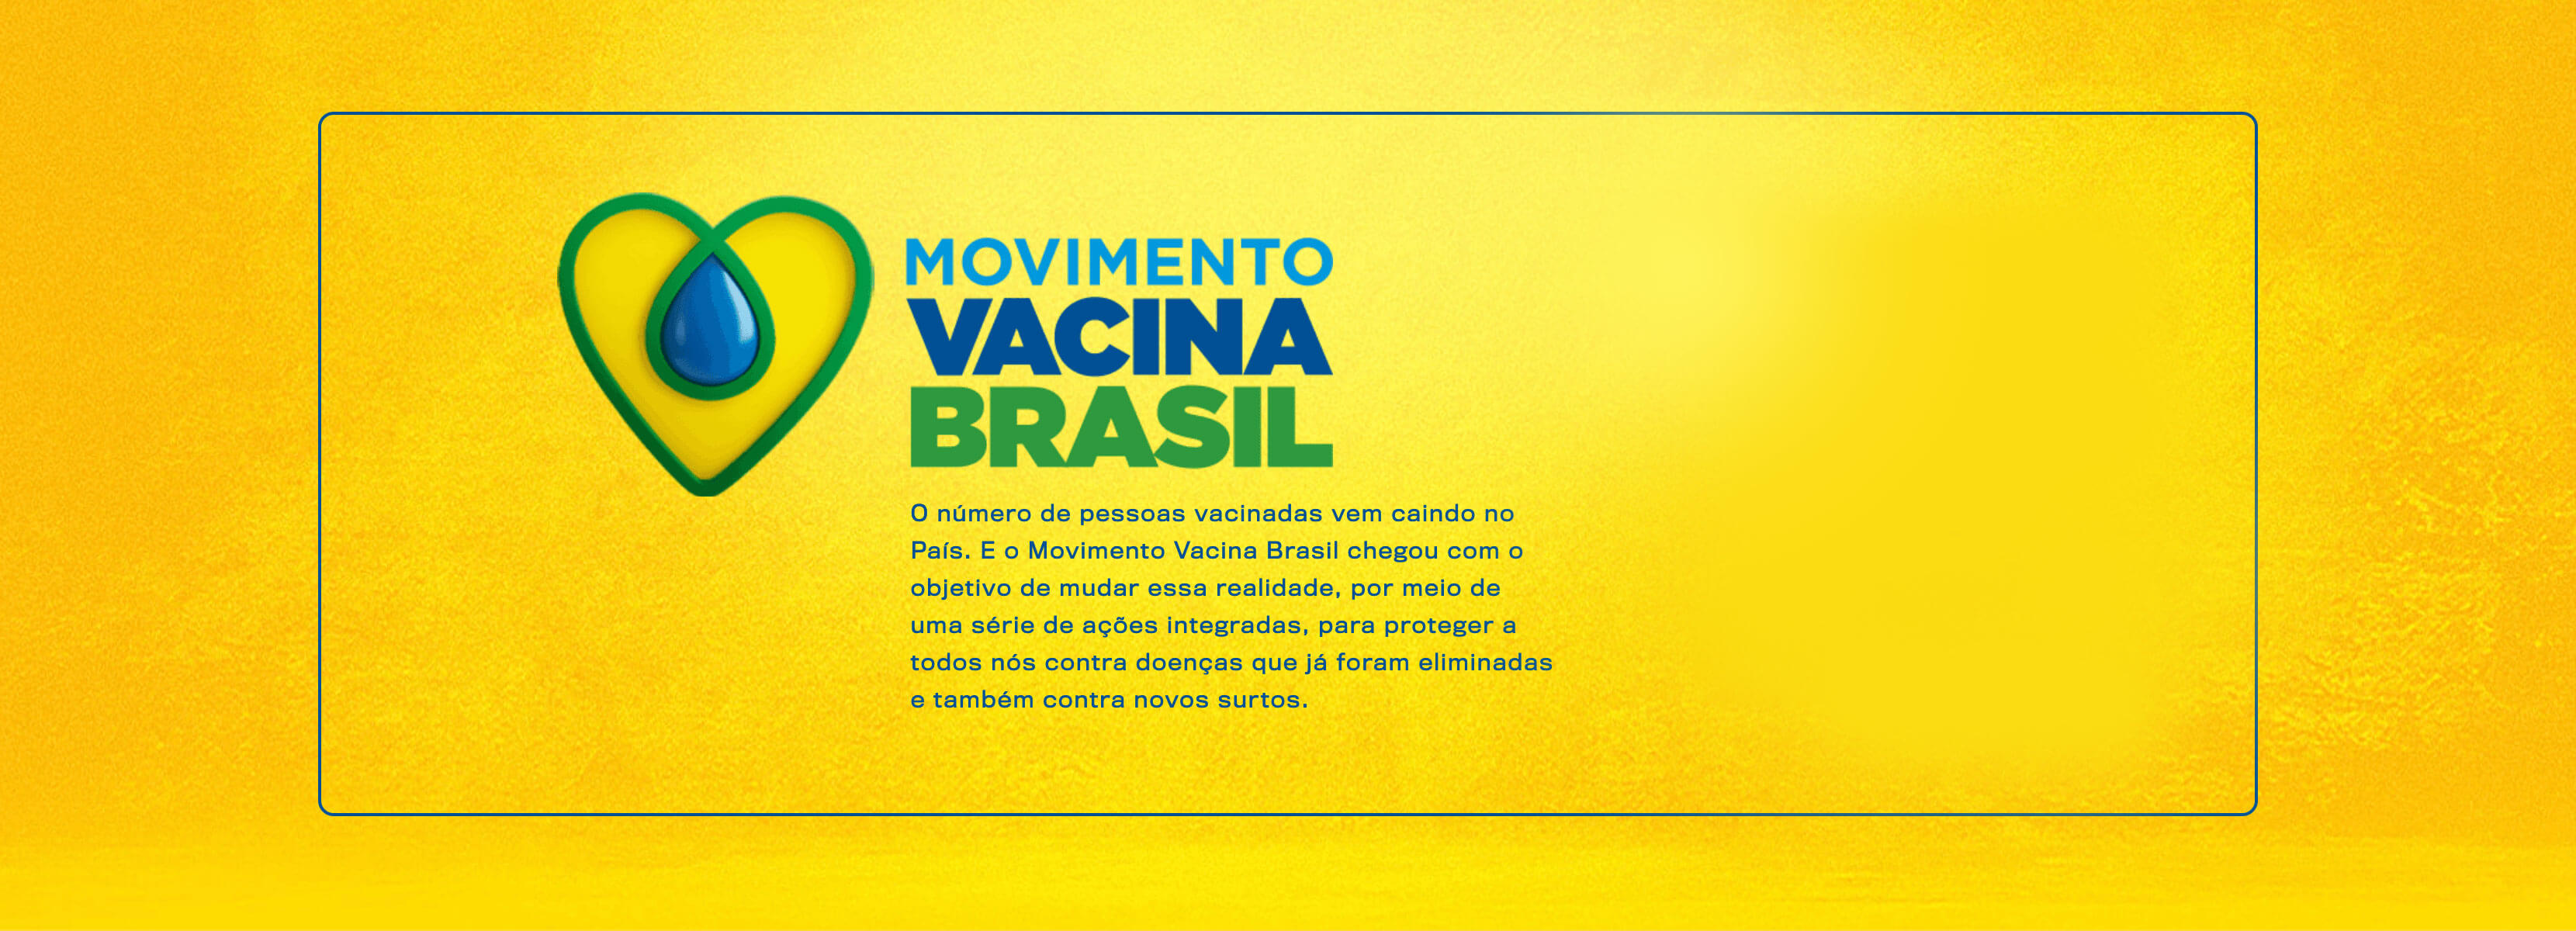 MOVIMENTO
VACINA
BRASIL
O número de pessoas vacinadas vem caindo no
País. E o Movimento Vacina Brasil chegou com o
objetivo de mudar essa realidade, por meio de
uma série de ações integradas, para proteger a
todos nós contra doenças que já foram eliminadas
e também contra novos surtos.